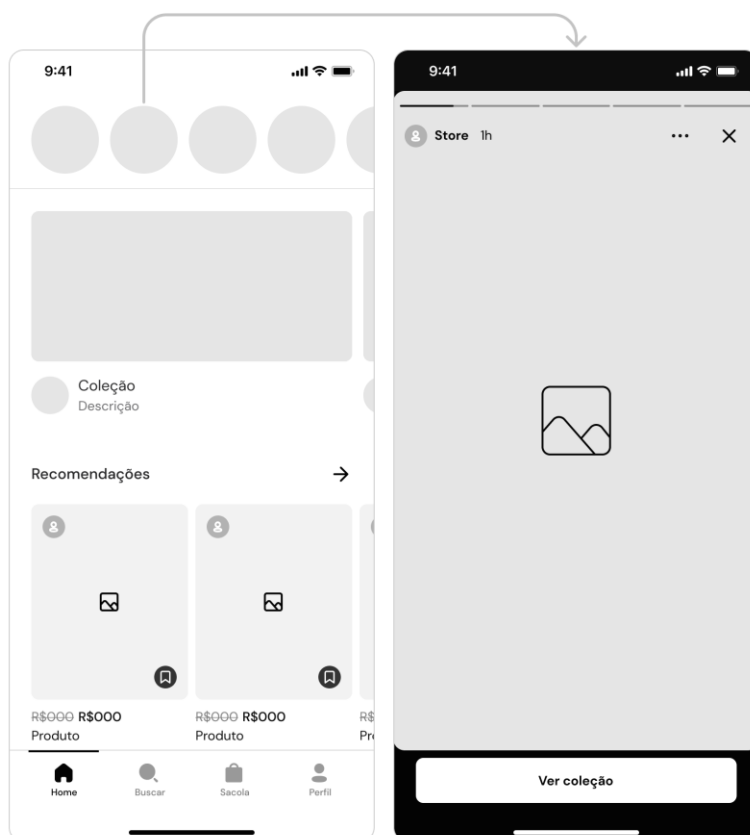 9:41
Coleção
Descrição
Recomendações
R$000 R$000
Produto
R$000 R$000
Produto
R$
Pr
Home
Buscar
Sacola
Perfil
9:41
Store 1h
Ver coleção